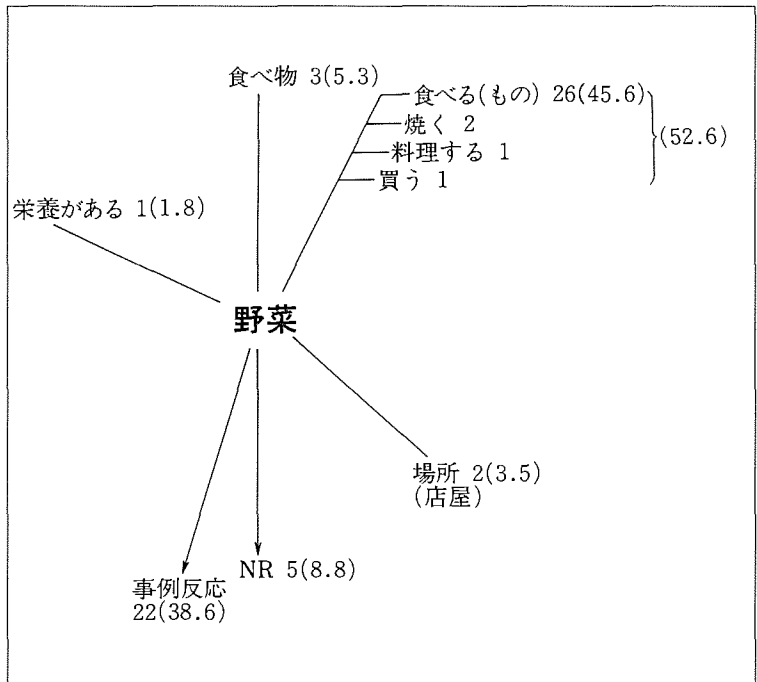 食べ物 3(5.3)
食べる(もの) 26(45.6)
焼く 2
料理する 1
買う 1
(52.6)
栄養がある 1(1.8)
野菜
場所 2(3.5)
(店屋)
NR 5(8.8)
事例反応
22(38.6)